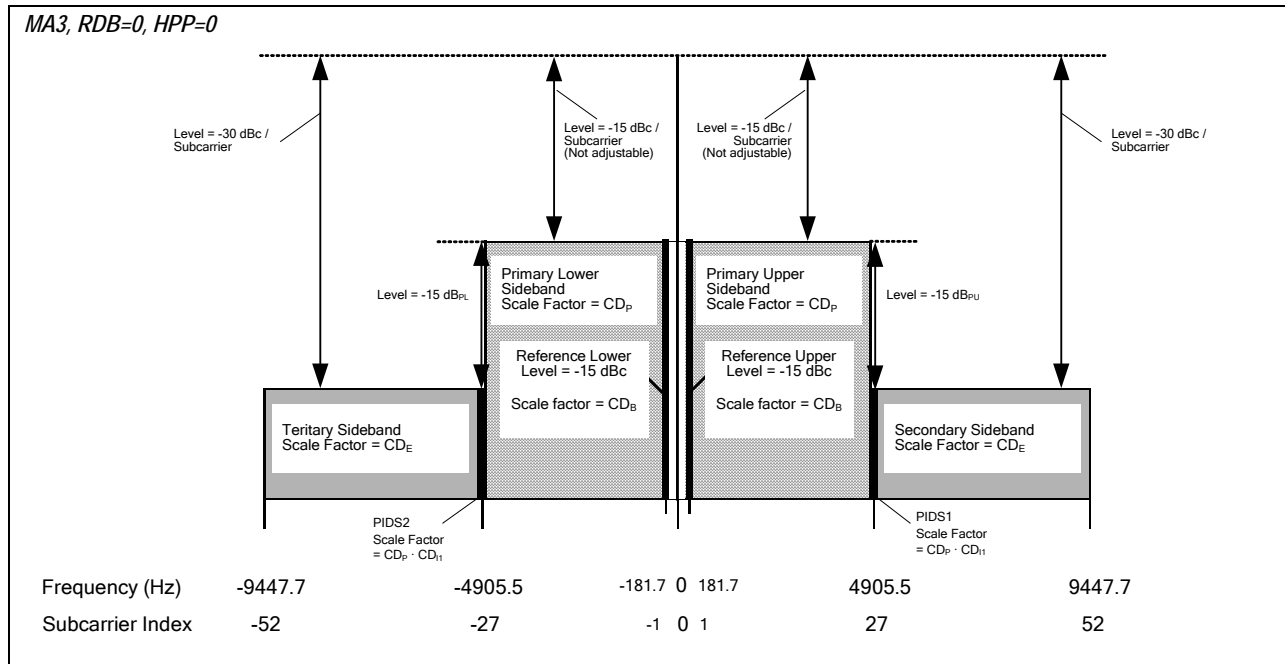 MA3, RDB=0, HPP=0
Level = -30 dBc /
Subcarrier
Level = -15 dBc /
Subcarrier
(Not adjustable)
Level = -15 dBc /
Subcarrier
(Not adjustable)
Level = -30 dBc /
Subcarrier
Level = -15 dBPL
Primary Lower
Sideband
Scale Factor = CDP
Primary Upper
Sideband
Scale Factor = CDP
Level = -15 dBPU
Reference Lower
Level = -15 dBc
Scale factor = CDB
Reference Upper
Level = -15 dBc
Scale factor = CDB
Teritary Sideband
Scale Factor = CDE
Secondary Sideband
Scale Factor = CDE
PIDS2
Scale Factor
= CDP · CDI1
PIDS1
Scale Factor
= CDP · CDI1
Frequency (Hz) -9447.7 -4905.5 -181.7 0 181.7 4905.5 9447.7
Subcarrier Index -52 -27 -1 0 1 27 52